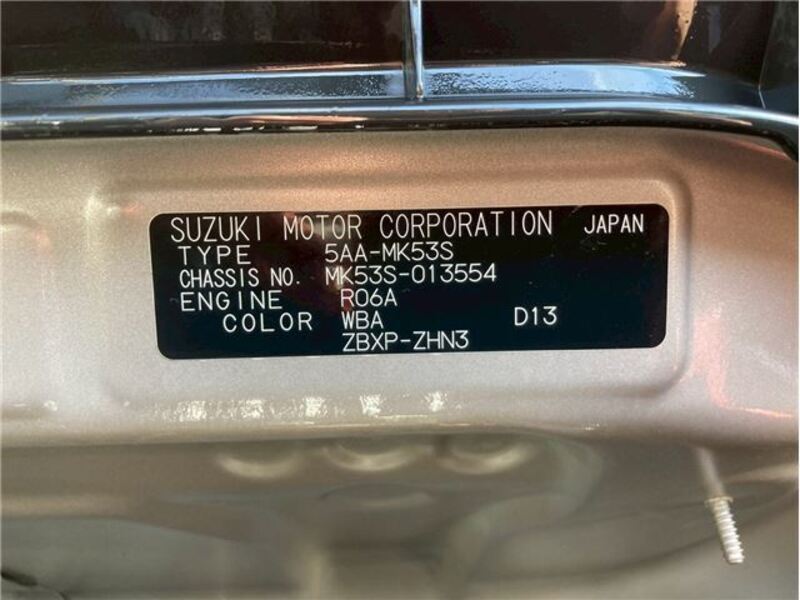 SUZUKI MOTOR CORPORATION JAPAN
TYPE 5AA-MK53S
CHASSIS NO. MK53S-013554
ENGINE R06A
COLOR WBA D13
ZBXP-ZHN3